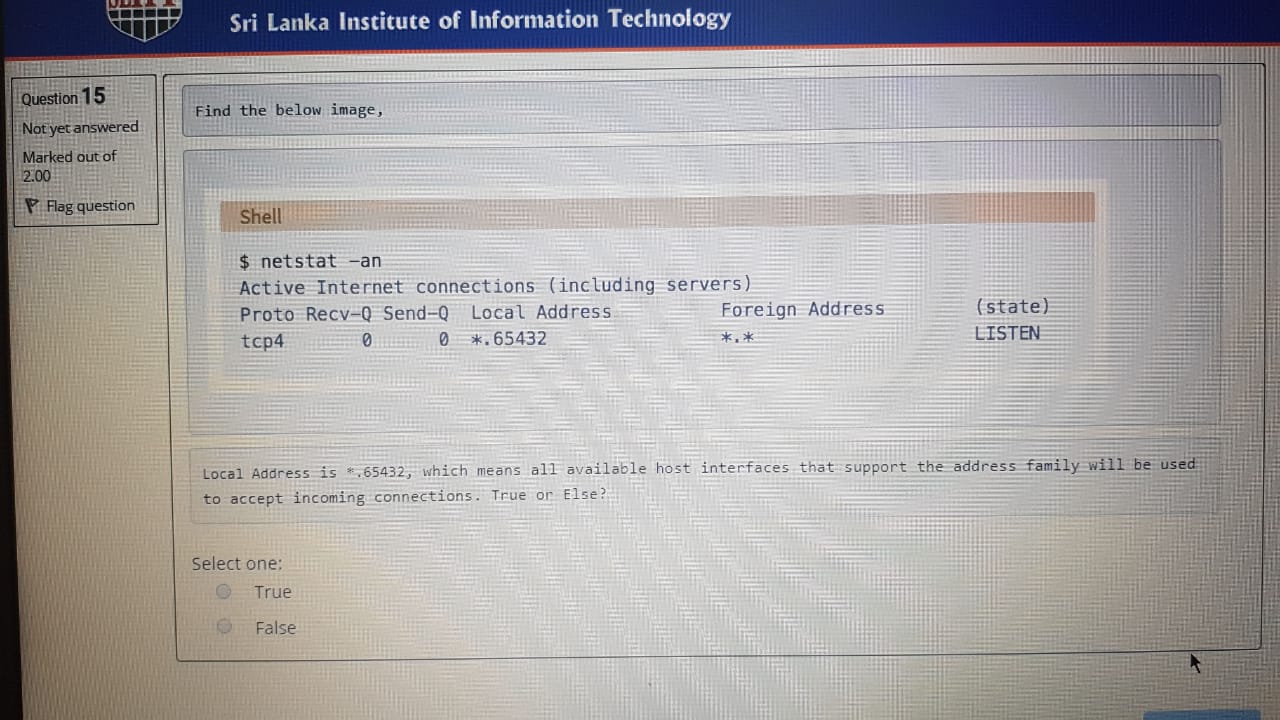 Sri Lanka Institute of Information Technology
Question 15
Not yet answered
Marked out of
2.00
Flag question
Find the below image,
Shell
$ netstat -an
Active Internet connections (including servers)
Proto Recv-Q Send-Q Local Address Foreign Address (state)
tcp4 0 0 *.65432 *.* LISTEN
Local Address is *.65432, which means all available host interfaces that support the address family will be used
to accept incoming connections. True or Else?
Select one:
True
False